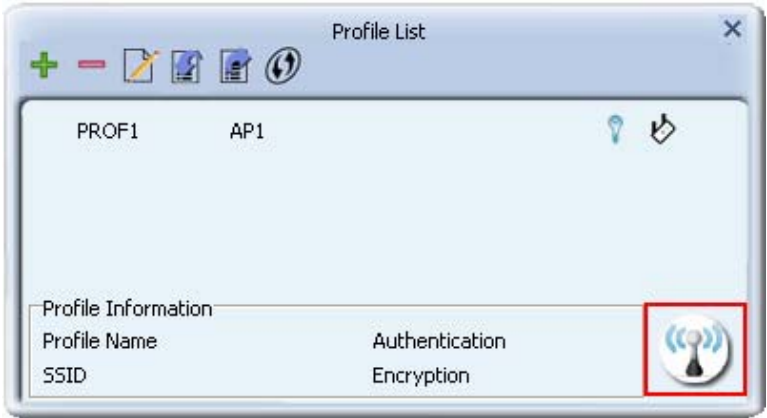 Profile List
PROF1 AP1
Profile Information
Profile Name Authentication
SSID Encryption